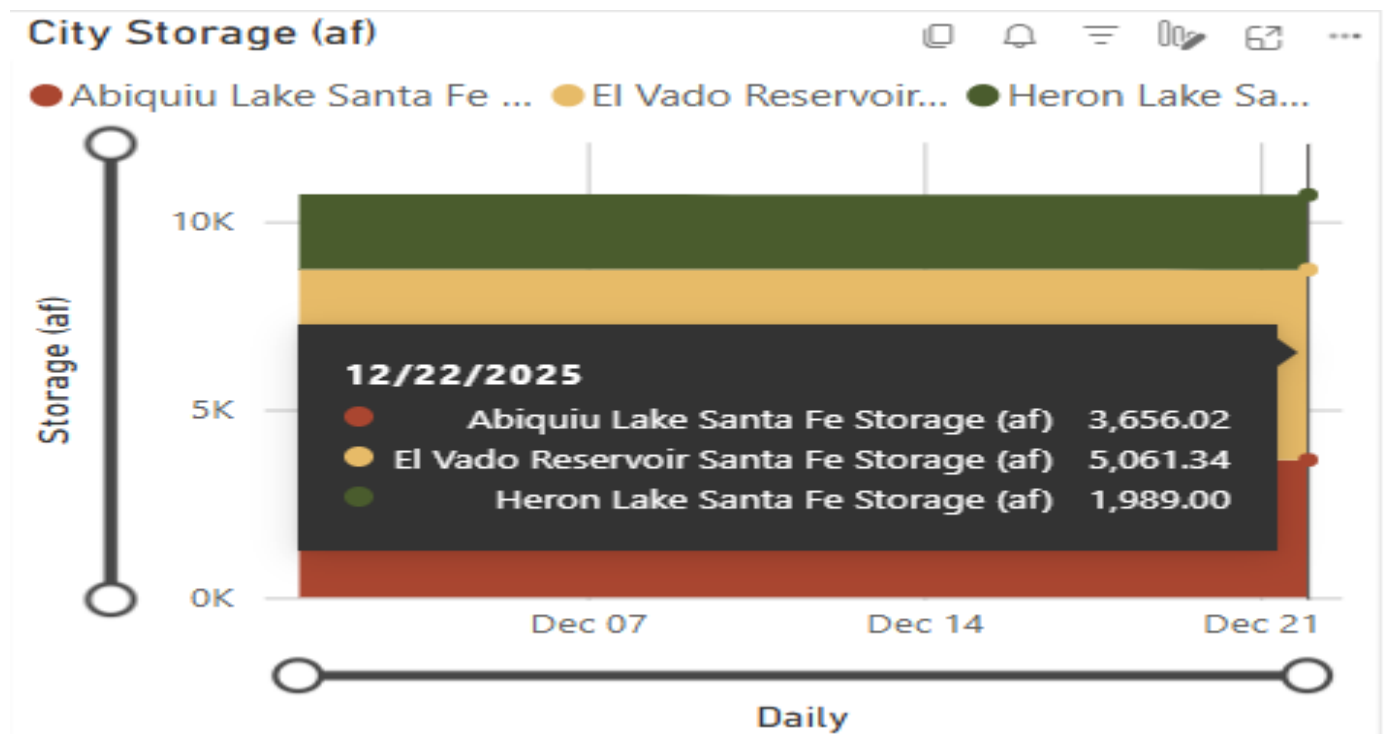 City Storage (af)
Abiquiu Lake Santa Fe ... El Vado Reservoir... Heron Lake Sa...
10K
5K
0K
Storage (af)
12/22/2025
Abiquiu Lake Santa Fe Storage (af) 3,656.02
El Vado Reservoir Santa Fe Storage (af) 5,061.34
Heron Lake Santa Fe Storage (af) 1,989.00
Dec 07 Dec 14 Dec 21
Daily